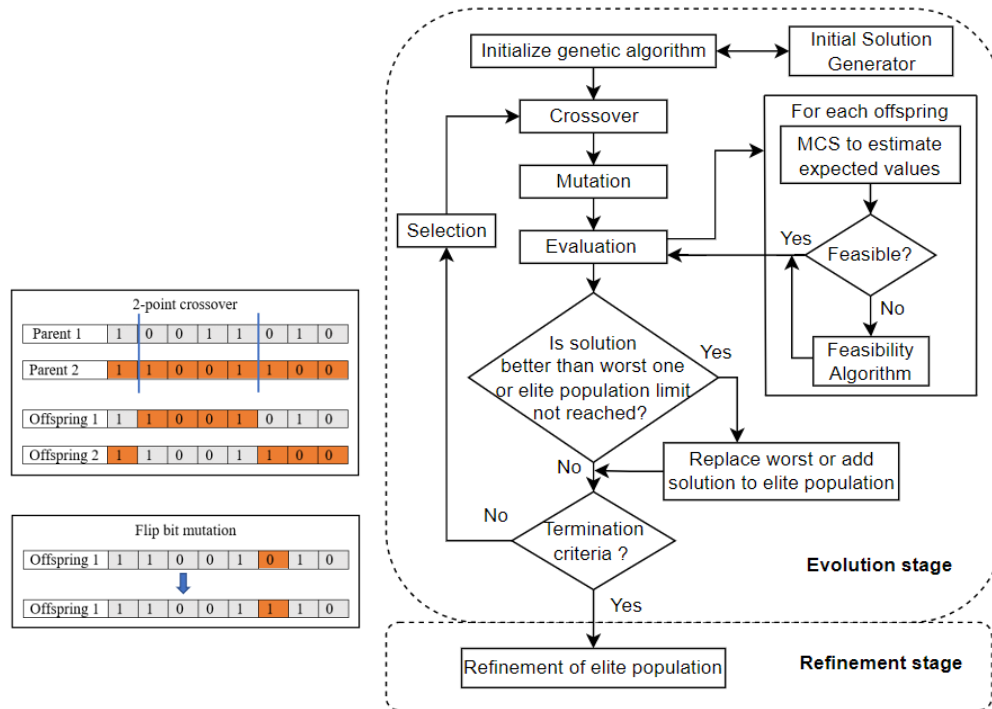 2-point crossover
Parent 1 1 0 0 1 1 0 1 0
Parent 2 1 1 0 0 1 1 0 0
Offspring 1 1 1 0 0 1 0 1 0
Offspring 2 1 1 0 0 1 1 0 0
Flip bit mutation
Offspring 1 1 1 0 0 1 0 1 0
Offspring 1 1 1 0 0 1 1 1 0
Initialize genetic algorithm
Initial Solution
Generator
Crossover
For each offspring
MCS to estimate
expected values
Mutation
Selection
Evaluation
Yes
Feasible?
No
Feasibility
Algorithm
Is solution
better than worst one
or elite population limit
not reached?
Yes
No
Replace worst or add
solution to elite population
No
Termination
criteria ?
Evolution stage
Yes
Refinement of elite population
Refinement stage